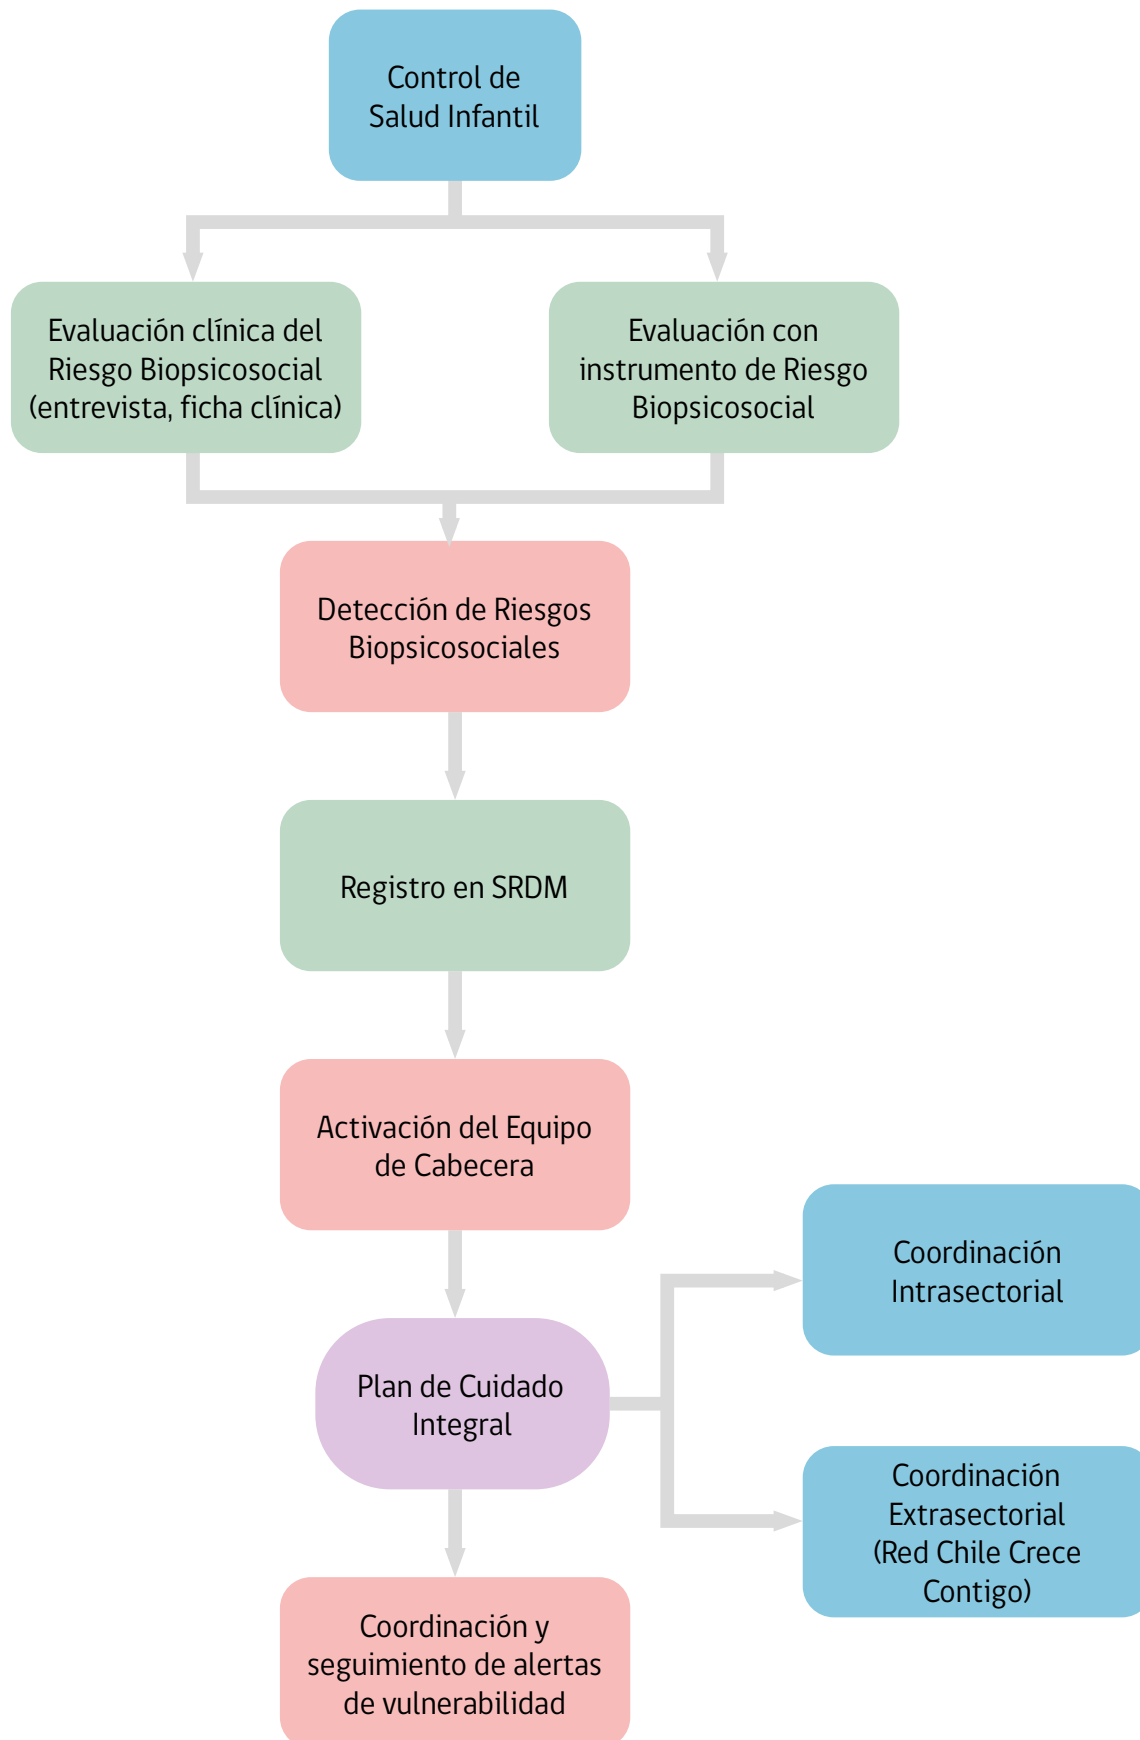 Control de
Salud Infantil
Evaluación clínica del
Riesgo Biopsicosocial
(entrevista, ficha clínica)
Evaluación con
instrumento de Riesgo
Biopsicosocial
Detección de Riesgos
Biopsicosociales
Registro en SRDM
Activación del Equipo
de Cabecera
Plan de Cuidado
Integral
Coordinación
Intrasectorial
Coordinación
Extrasectorial
(Red Chile Crece
Contigo)
Coordinación y
seguimiento de alertas
de vulnerabilidad